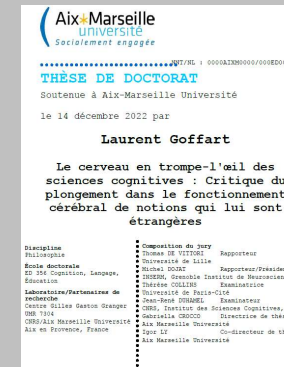 Aix*Marseille
université
Socialement engagée
NNT/NL : 0000AIXM0000/000ED00
THÈSE DE DOCTORAT
Soutenue à Aix-Marseille Université
le 14 décembre 2022 par
Laurent Goffart
Le cerveau en trompe-l'œil des
sciences cognitives : Critique du
plongement dans le fonctionnement
cérébral de notions qui lui sont
étrangères
Discipline
Philosophie
École doctorale
ED 356 Cognition, Langage,
Éducation
Laboratoire/Partenaires de
recherche
Centre Gilles Gaston Granger
UMR 7304
CNRS/Aix Marseille Université
Aix en Provence, France
Composition du jury
Thomas DE VITTORI Rapporteur
Université de Lille
Michel DOJAT Rapporteur/Préside
INSERM, Grenoble Institut de Neuroscien
Thérèse COLLINS Examinatrice
Université de Paris-Cité
Jean-René DUHAMEL Examinateur
CNRS, Institut des Sciences Cognitives,
Gabriella CROCCO Directrice de thè
Aix Marseille Université
Igor LY Co-directeur de th
Aix Marseille Université